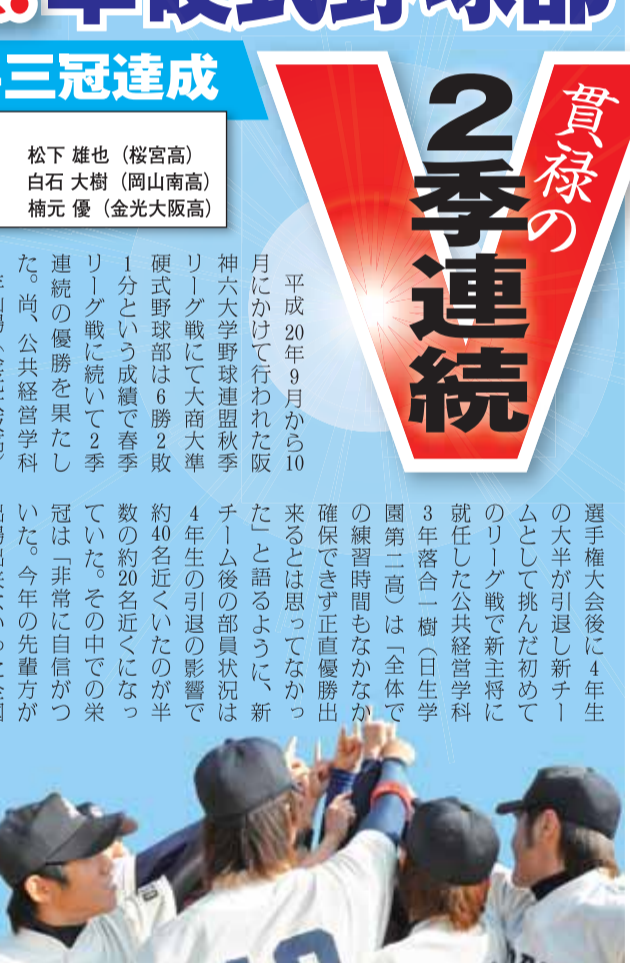 準硬式野球部
三冠達成
貫禄の
2季連続
V
松下 雄也（桜宮高）
白石 大樹（岡山南高）
楠元 優（金光大阪高）
平成20年9月から10
月にかけて行われた阪
神六大学野球連盟秋季
リーグ戦にて大商大準
硬式野球部は6勝2敗
1分という成績で春季
リーグ戦に続いて2季
連続の優勝を果たし
た。尚、公共経営学科
選手権大会後に4年生
の大半が引退し新チー
ムとして挑んだ初めて
のリーグ戦で新主将に
就任した公共経営学科
3年落合一樹（日生学
園第二高）は「全体で
の練習時間もなかなか
確保できず正直優勝出
来るとは思ってなかっ
た」と語るように、新
チーム後の部員状況は
4年生の引退の影響で
約40名近くいたのが半
数の約20名近くになっ
ていた。その中での栄
冠は「非常に自信がつ
いた。今年の先輩方が